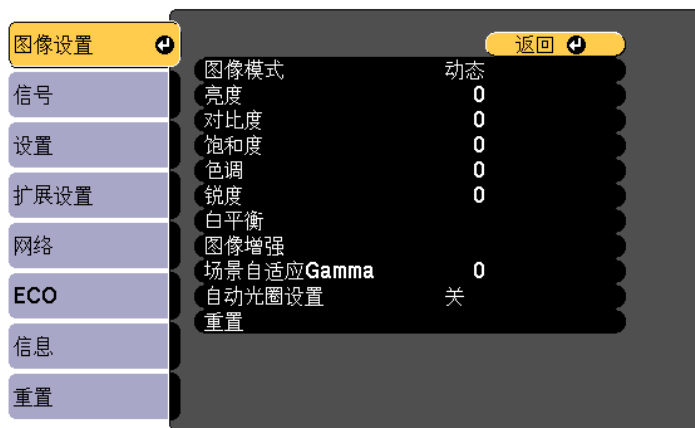 图像设置
信号
设置
扩展设置
网络
ECO
信息
重置
返回
图像模式 动态
亮度 0
对比度 0
饱和度 0
色调 0
锐度 0
白平衡
图像增强
场景自适应Gamma 0
自动光圈设置 关
重置